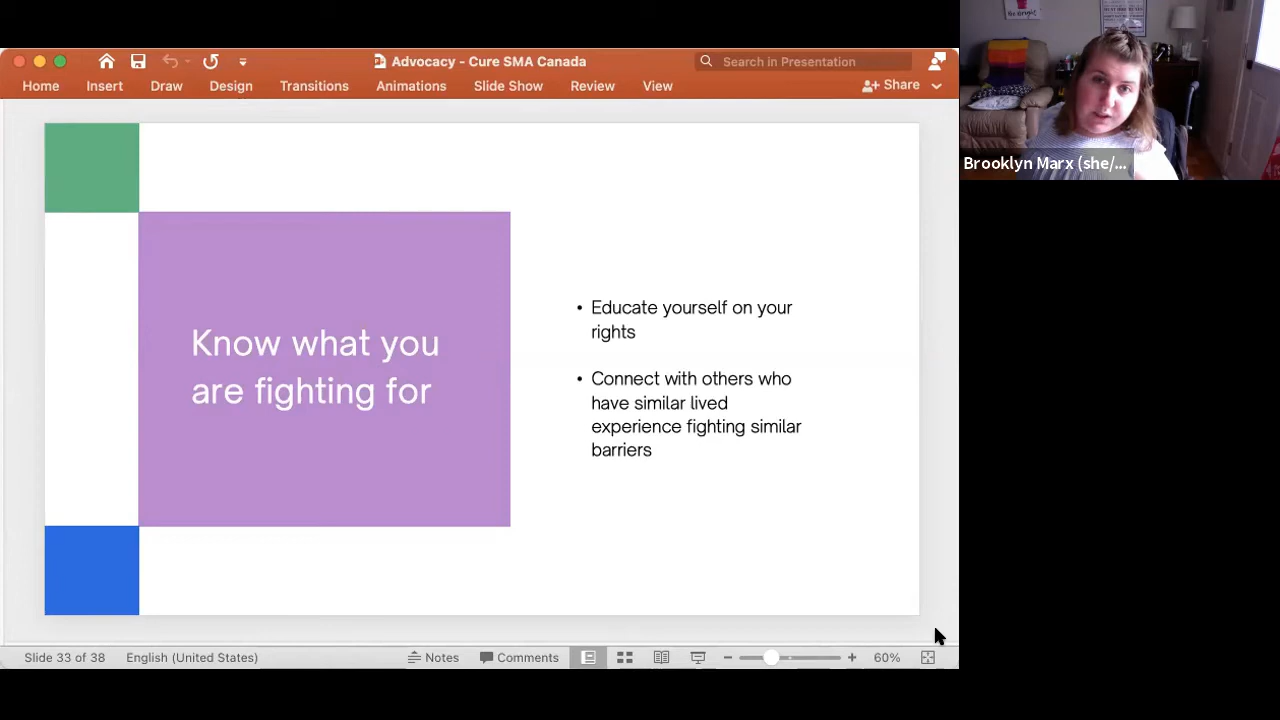 Advocacy - Cure SMA Canada
Search in Presentation
Home Insert Draw Design Transitions Animations Slide Show Review View
Share
Know what you
are fighting for
• Educate yourself on your
rights
• Connect with others who
have similar lived
experience fighting similar
barriers
Slide 33 of 38 English (United States) Notes Comments 60%
Brooklyn Marx (she/...